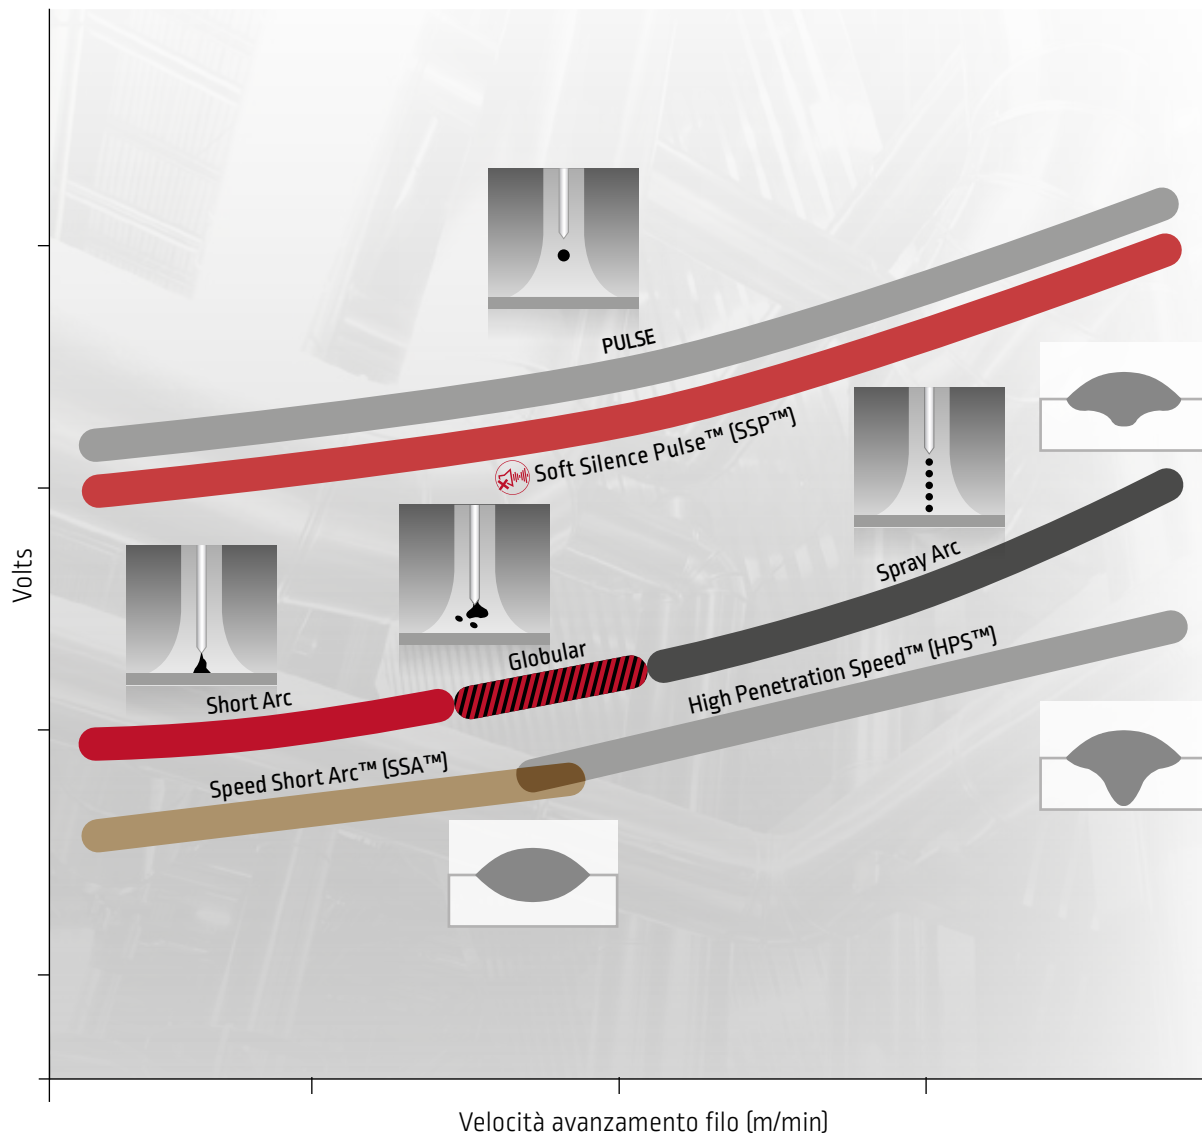 PULSE
Soft Silence Pulse™ (SSP™)
Spray Arc
Globular
High Penetration Speed™ (HPS™)
Short Arc
Speed Short Arc™ (SSA™)
Volts
Velocità avanzamento filo (m/min)